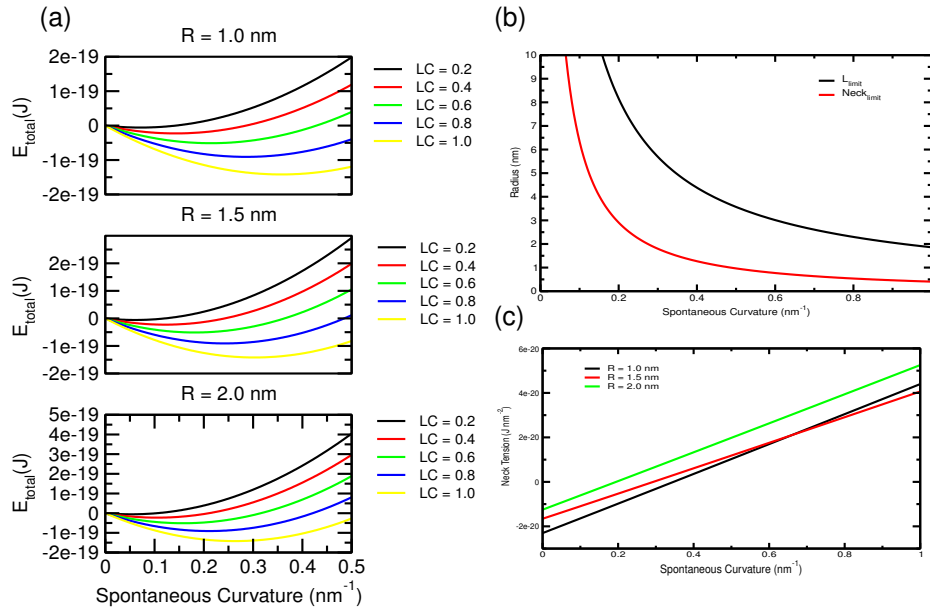 (a)
R = 1.0 nm
2e-19
1e-19
0
-1e-19
-2e-19
E_total(J)
LC = 0.2
LC = 0.4
LC = 0.6
LC = 0.8
LC = 1.0
R = 1.5 nm
2e-19
1e-19
0
-1e-19
-2e-19
E_total(J)
LC = 0.2
LC = 0.4
LC = 0.6
LC = 0.8
LC = 1.0
R = 2.0 nm
5e-19
4e-19
3e-19
2e-19
1e-19
0
-1e-19
-2e-19
E_total(J)
LC = 0.2
LC = 0.4
LC = 0.6
LC = 0.8
LC = 1.0
0 0.1 0.2 0.3 0.4 0.5
Spontaneous Curvature (nm⁻¹)
(b)
10
9
8
7
6
5
4
3
2
1
0
Radius (nm)
L_limit
Neck_limit
0 0.2 0.4 0.6 0.8
Spontaneous Curvature (nm⁻¹)
(c)
6e-20
4e-20
2e-20
0
-2e-20
Neck Tension (J nm⁻²)
R = 1.0 nm
R = 1.5 nm
R = 2.0 nm
0 0.2 0.4 0.6 0.8 1
Spontaneous Curvature (nm⁻¹)